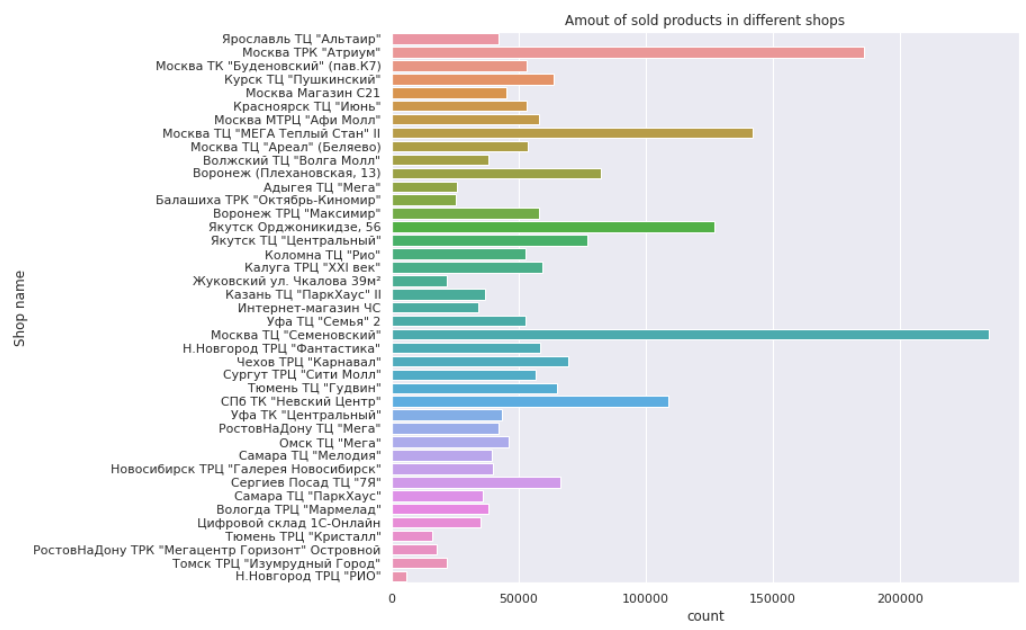 Amout of sold products in different shops
Shop name
Ярославль ТЦ "Альтаир"
Москва ТРК "Атриум"
Москва ТК "Буденовский" (пав.К7)
Курск ТЦ "Пушкинский"
Москва Магазин С21
Красноярск ТЦ "Июнь"
Москва МТРЦ "Афи Молл"
Москва ТЦ "МЕГА Теплый Стан" II
Москва ТЦ "Ареал" (Беляево)
Волжский ТЦ "Волга Молл"
Воронеж (Плехановская, 13)
Адыгея ТЦ "Мега"
Балашиха ТРК "Октябрь-Киномир"
Воронеж ТРЦ "Максимир"
Якутск Орджоникидзе, 56
Якутск ТЦ "Центральный"
Коломна ТЦ "Рио"
Калуга ТРЦ "XXI век"
Жуковский ул. Чкалова 39м²
Казань ТЦ "ПаркХаус" II
Интернет-магазин ЧС
Уфа ТЦ "Семья" 2
Москва ТЦ "Семеновский"
Н.Новгород ТРЦ "Фантастика"
Чехов ТРЦ "Карнавал"
Сургут ТРЦ "Сити Молл"
Тюмень ТЦ "Гудвин"
СПб ТК "Невский Центр"
Уфа ТК "Центральный"
РостовНаДону ТЦ "Мега"
Омск ТЦ "Мега"
Самара ТЦ "Мелодия"
Новосибирск ТРЦ "Галерея Новосибирск"
Сергиев Посад ТЦ "7Я"
Самара ТЦ "ПаркХаус"
Вологда ТРЦ "Мармелад"
Цифровой склад 1С-Онлайн
Тюмень ТРЦ "Кристалл"
РостовНаДону ТРК "Мегацентр Горизонт" Островной
Томск ТРЦ "Изумрудный Город"
Н.Новгород ТРЦ "РИО"
0 50000 100000 150000 200000
count